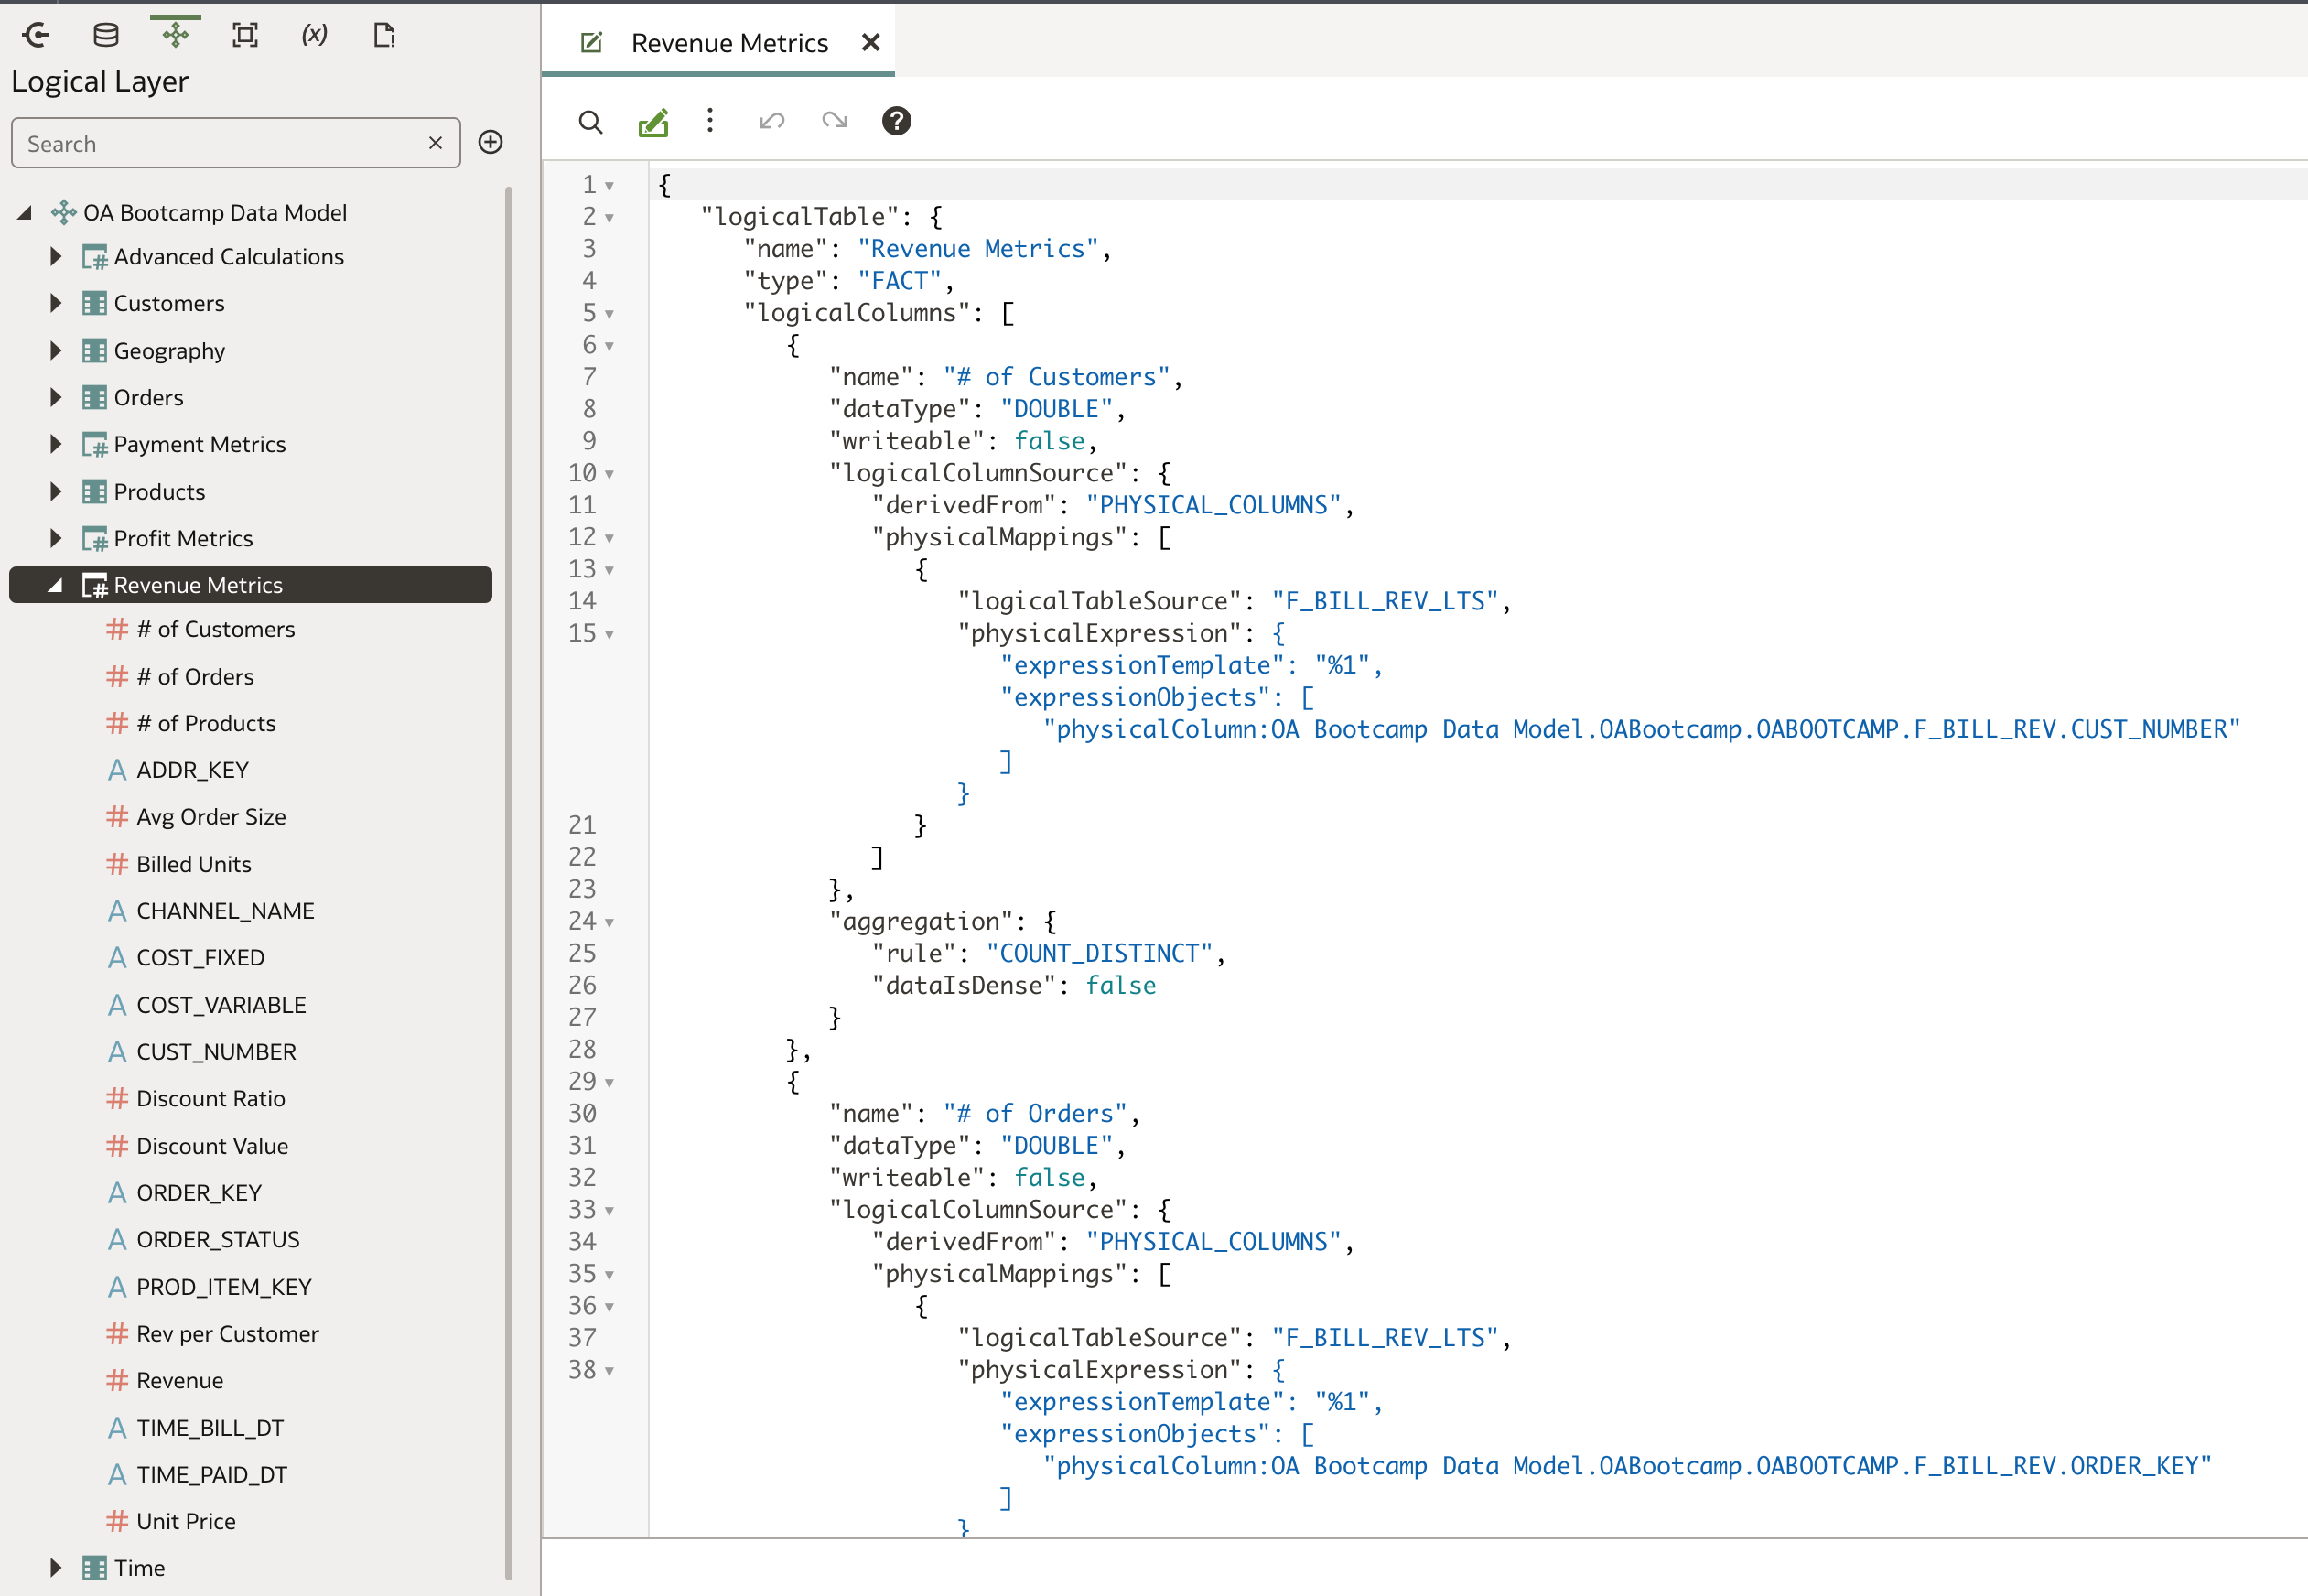 (x)
Logical Layer
Search
OA Bootcamp Data Model
Advanced Calculations
Customers
Geography
Orders
Payment Metrics
Products
Profit Metrics
Revenue Metrics
# of Customers
# of Orders
# of Products
ADDR_KEY
Avg Order Size
Billed Units
CHANNEL_NAME
COST_FIXED
COST_VARIABLE
CUST_NUMBER
Discount Ratio
Discount Value
ORDER_KEY
ORDER_STATUS
PROD_ITEM_KEY
Rev per Customer
Revenue
TIME_BILL_DT
TIME_PAID_DT
Unit Price
Time
Revenue Metrics
1 {
2 "logicalTable": {
3 "name": "Revenue Metrics",
4 "type": "FACT",
5 "logicalColumns": [
6 {
7 "name": "# of Customers",
8 "dataType": "DOUBLE",
9 "writeable": false,
10 "logicalColumnSource": {
11 "derivedFrom": "PHYSICAL_COLUMNS",
12 "physicalMappings": [
13 {
14 "logicalTableSource": "F_BILL_REV_LTS",
15 "physicalExpression": {
"expressionTemplate": "%1",
"expressionObjects": [
"physicalColumn:OA Bootcamp Data Model.OABootcamp.OABOOTCAMP.F_BILL_REV.CUST_NUMBER"
]
}
21 }
22 ]
23 },
24 "aggregation": {
25 "rule": "COUNT_DISTINCT",
26 "dataIsDense": false
27 }
28 },
29 {
30 "name": "# of Orders",
31 "dataType": "DOUBLE",
32 "writeable": false,
33 "logicalColumnSource": {
34 "derivedFrom": "PHYSICAL_COLUMNS",
35 "physicalMappings": [
36 {
37 "logicalTableSource": "F_BILL_REV_LTS",
38 "physicalExpression": {
"expressionTemplate": "%1",
"expressionObjects": [
"physicalColumn:OA Bootcamp Data Model.OABootcamp.OABOOTCAMP.F_BILL_REV.ORDER_KEY"
]
}